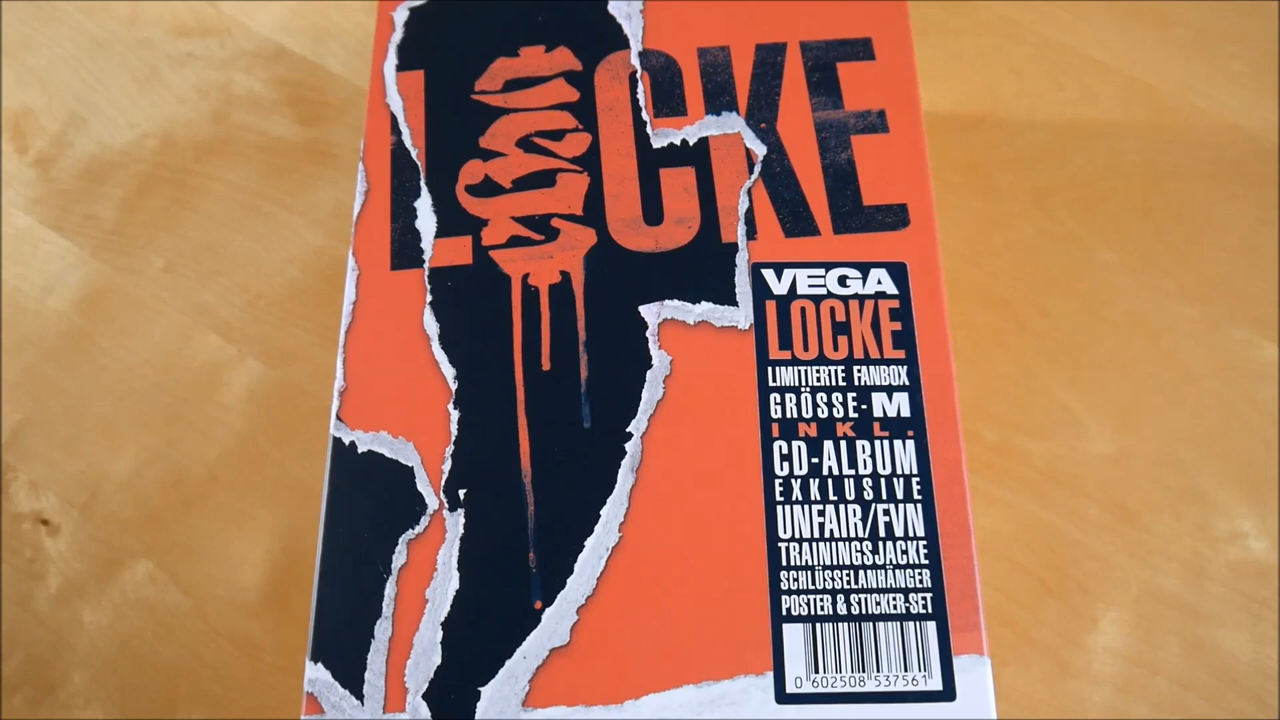 LOCKE
VEGA
LOCKE
LIMITIERTE FANBOX
GRÖSSE-M
INKL.
CD-ALBUM
EXKLUSIVE
UNFAIR/FVN
TRAININGSJACKE
SCHLÜSSELANHÄNGER
POSTER & STICKER-SET
0 602508 537561